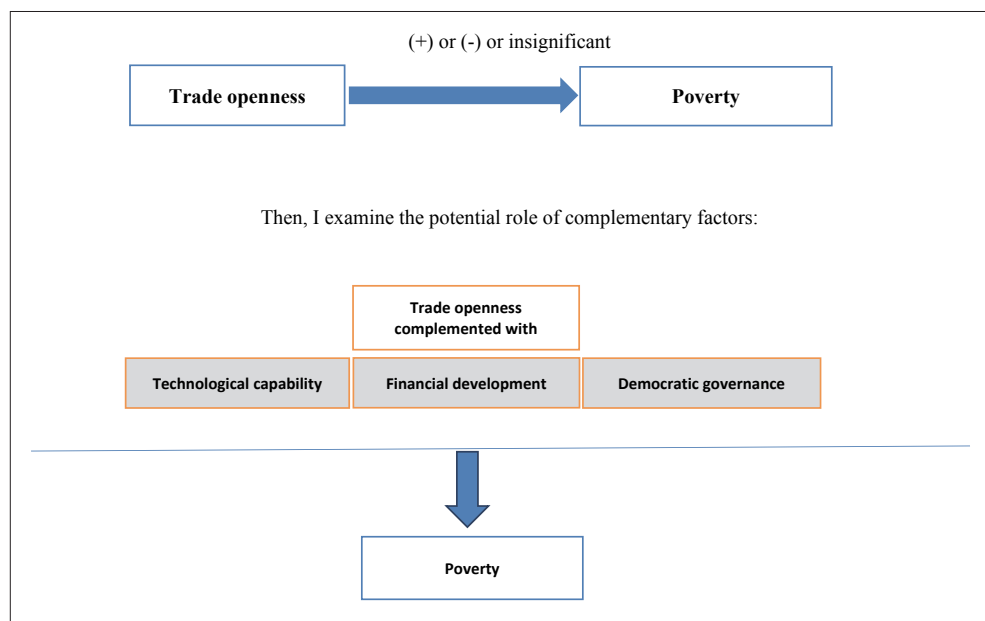 (+) or (-) or insignificant
Trade openness
Poverty
Then, I examine the potential role of complementary factors:
Trade openness
complemented with
Technological capability
Financial development
Democratic governance
Poverty